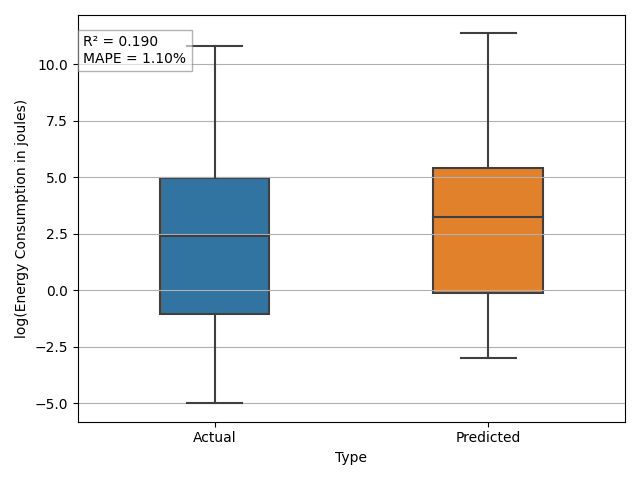 R² = 0.190
MAPE = 1.10%
10.0
7.5
5.0
2.5
0.0
−2.5
−5.0
log(Energy Consumption in joules)
Actual
Predicted
Type